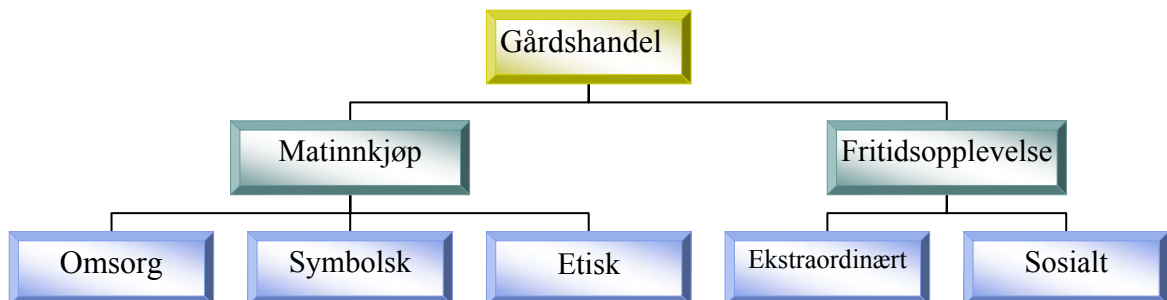 Gårdshandel
Matinnkjøp
Fritidsopplevelse
Omsorg
Symbolsk
Etisk
Ekstraordinært
Sosialt